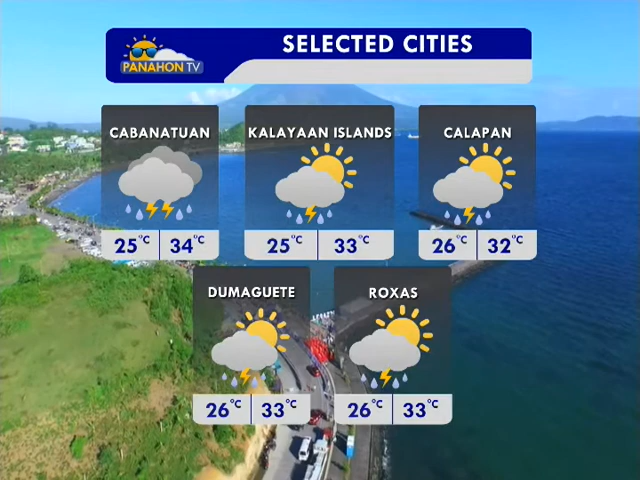 SELECTED CITIES
PANAHON TV
CABANATUAN
25°C 34°C
KALAYAAN ISLANDS
25°C 33°C
CALAPAN
26°C 32°C
DUMAGUETE
26°C 33°C
ROXAS
26°C 33°C